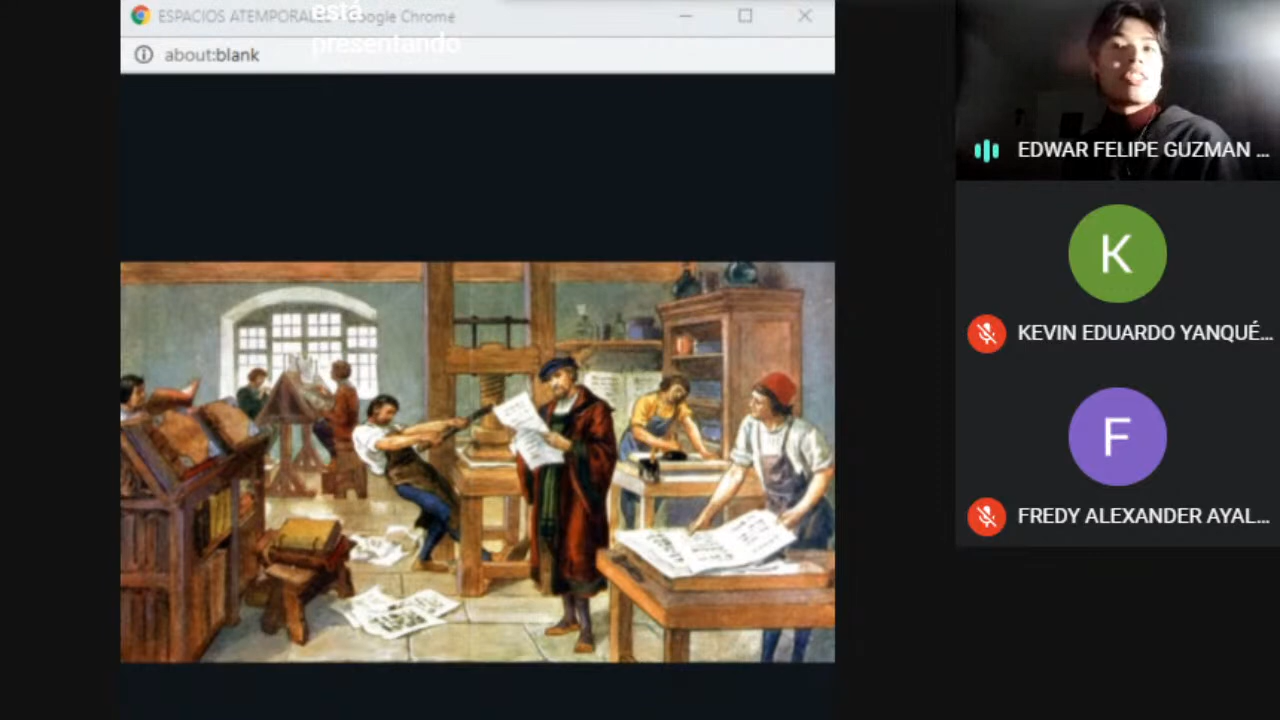 ESPACIOS ATEMPORALES - Google Chrome
está
presentando
about:blank
EDWAR FELIPE GUZMAN ...
K
KEVIN EDUARDO YANQUÉ...
F
FREDY ALEXANDER AYAL...